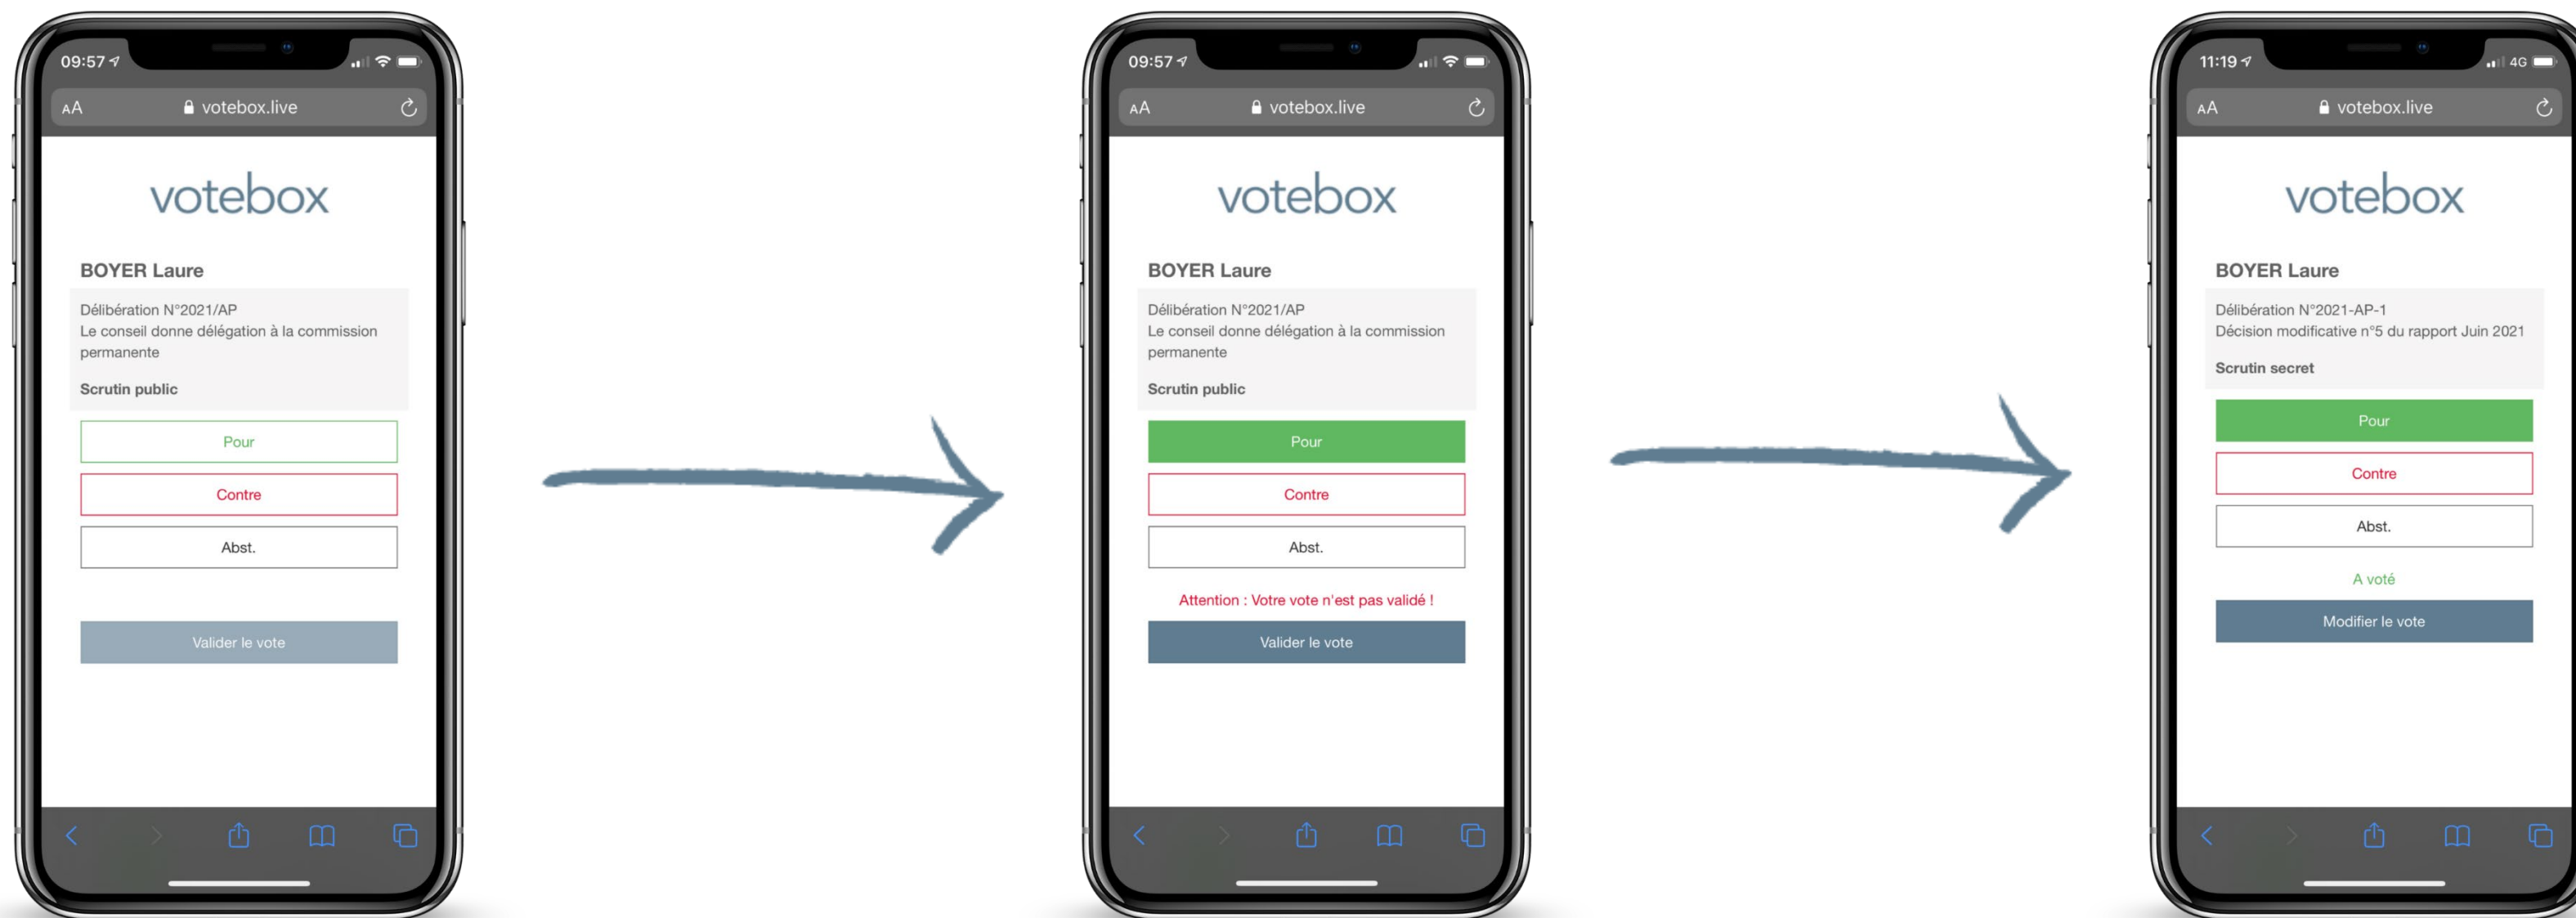 09:57
AA votebox.live
votebox
BOYER Laure
Délibération N°2021/AP
Le conseil donne délégation à la commission
permanente
Scrutin public
Pour
Contre
Abst.
Valider le vote
09:57
AA votebox.live
votebox
BOYER Laure
Délibération N°2021/AP
Le conseil donne délégation à la commission
permanente
Scrutin public
Pour
Contre
Abst.
Attention : Votre vote n'est pas validé !
Valider le vote
11:19 4G
AA votebox.live
votebox
BOYER Laure
Délibération N°2021-AP-1
Décision modificative n°5 du rapport Juin 2021
Scrutin secret
Pour
Contre
Abst.
A voté
Modifier le vote